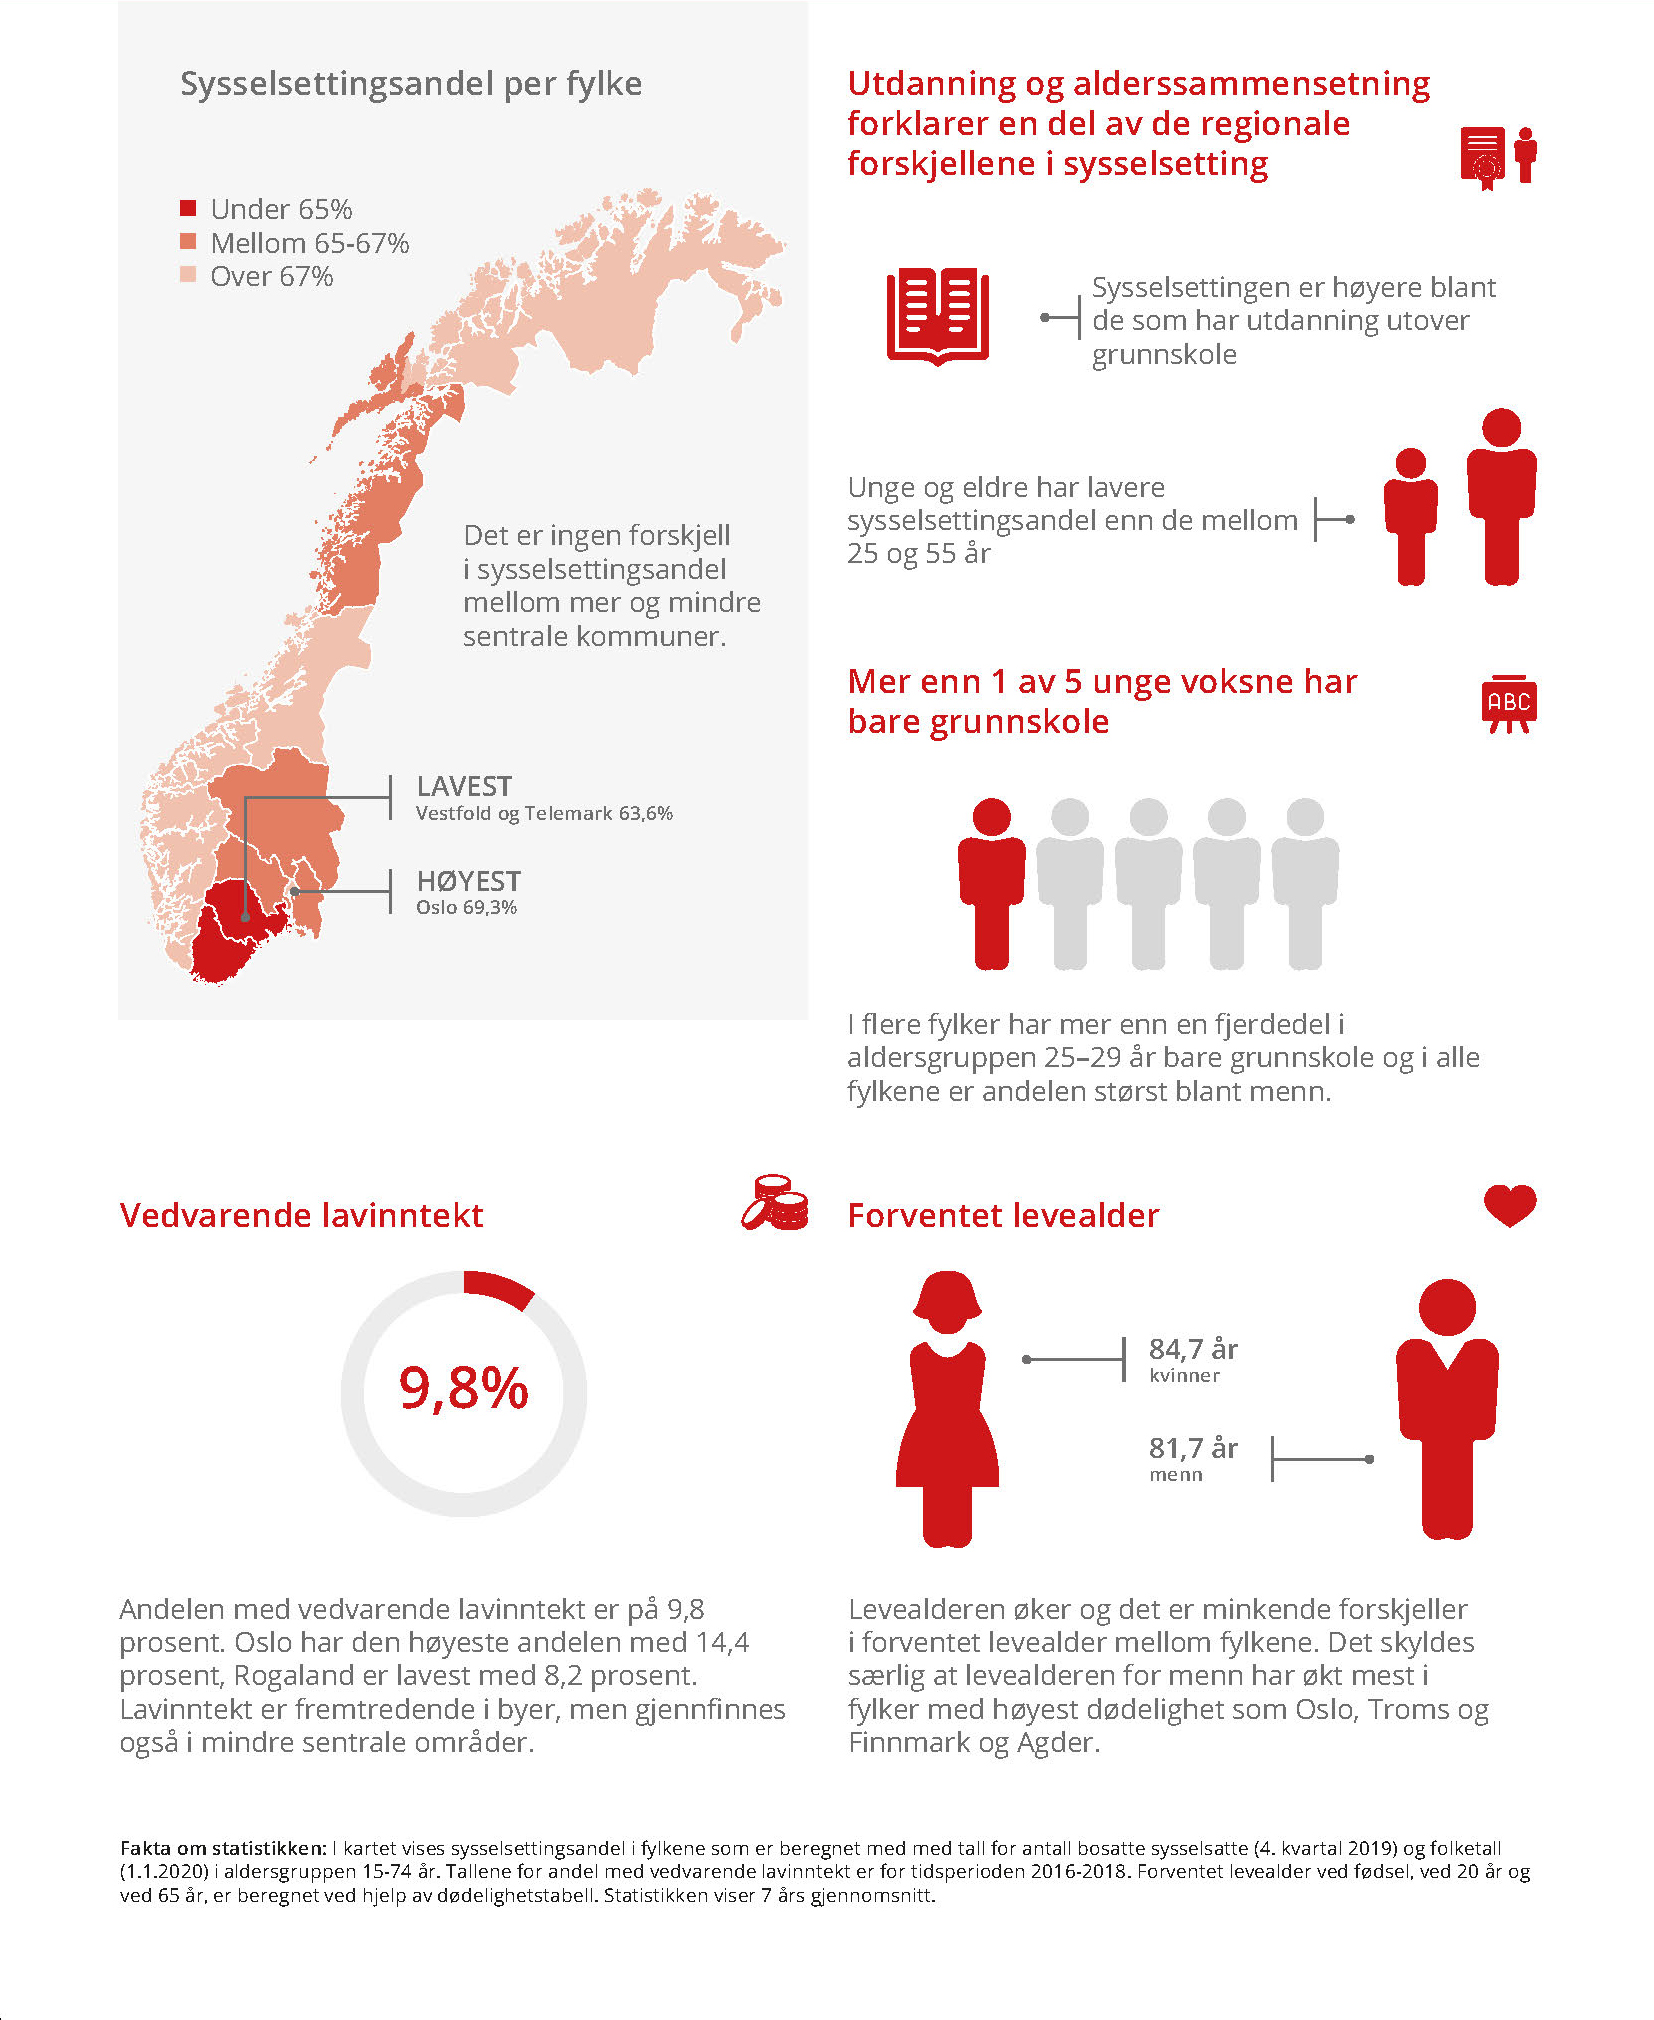 Sysselsettingsandel per fylke
Under 65%
Mellom 65-67%
Over 67%
Det er ingen forskjell
i sysselsettingsandel
mellom mer og mindre
sentrale kommuner.
LAVEST
Vestfold og Telemark 63,6%
HØYEST
Oslo 69,3%
Utdanning og alderssammensetning
forklarer en del av de regionale
forskjellene i sysselsetting
Sysselsettingen er høyere blant
de som har utdanning utover
grunnskole
Unge og eldre har lavere
sysselsettingsandel enn de mellom
25 og 55 år
Mer enn 1 av 5 unge voksne har
bare grunnskole
ABC
I flere fylker har mer enn en fjerdedel i
aldersgruppen 25–29 år bare grunnskole og i alle
fylkene er andelen størst blant menn.
Vedvarende lavinntekt
9,8%
Andelen med vedvarende lavinntekt er på 9,8
prosent. Oslo har den høyeste andelen med 14,4
prosent, Rogaland er lavest med 8,2 prosent.
Lavinntekt er fremtredende i byer, men gjennfinnes
også i mindre sentrale områder.
Forventet levealder
84,7 år
kvinner
81,7 år
menn
Levealderen øker og det er minkende forskjeller
i forventet levealder mellom fylkene. Det skyldes
særlig at levealderen for menn har økt mest i
fylker med høyest dødelighet som Oslo, Troms og
Finnmark og Agder.
Fakta om statistikken: I kartet vises sysselsettingsandel i fylkene som er beregnet med med tall for antall bosatte sysselsatte (4. kvartal 2019) og folketall
(1.1.2020) i aldersgruppen 15-74 år. Tallene for andel med vedvarende lavinntekt er for tidsperioden 2016-2018. Forventet levealder ved fødsel, ved 20 år og
ved 65 år, er beregnet ved hjelp av dødelighetstabell. Statistikken viser 7 års gjennomsnitt.